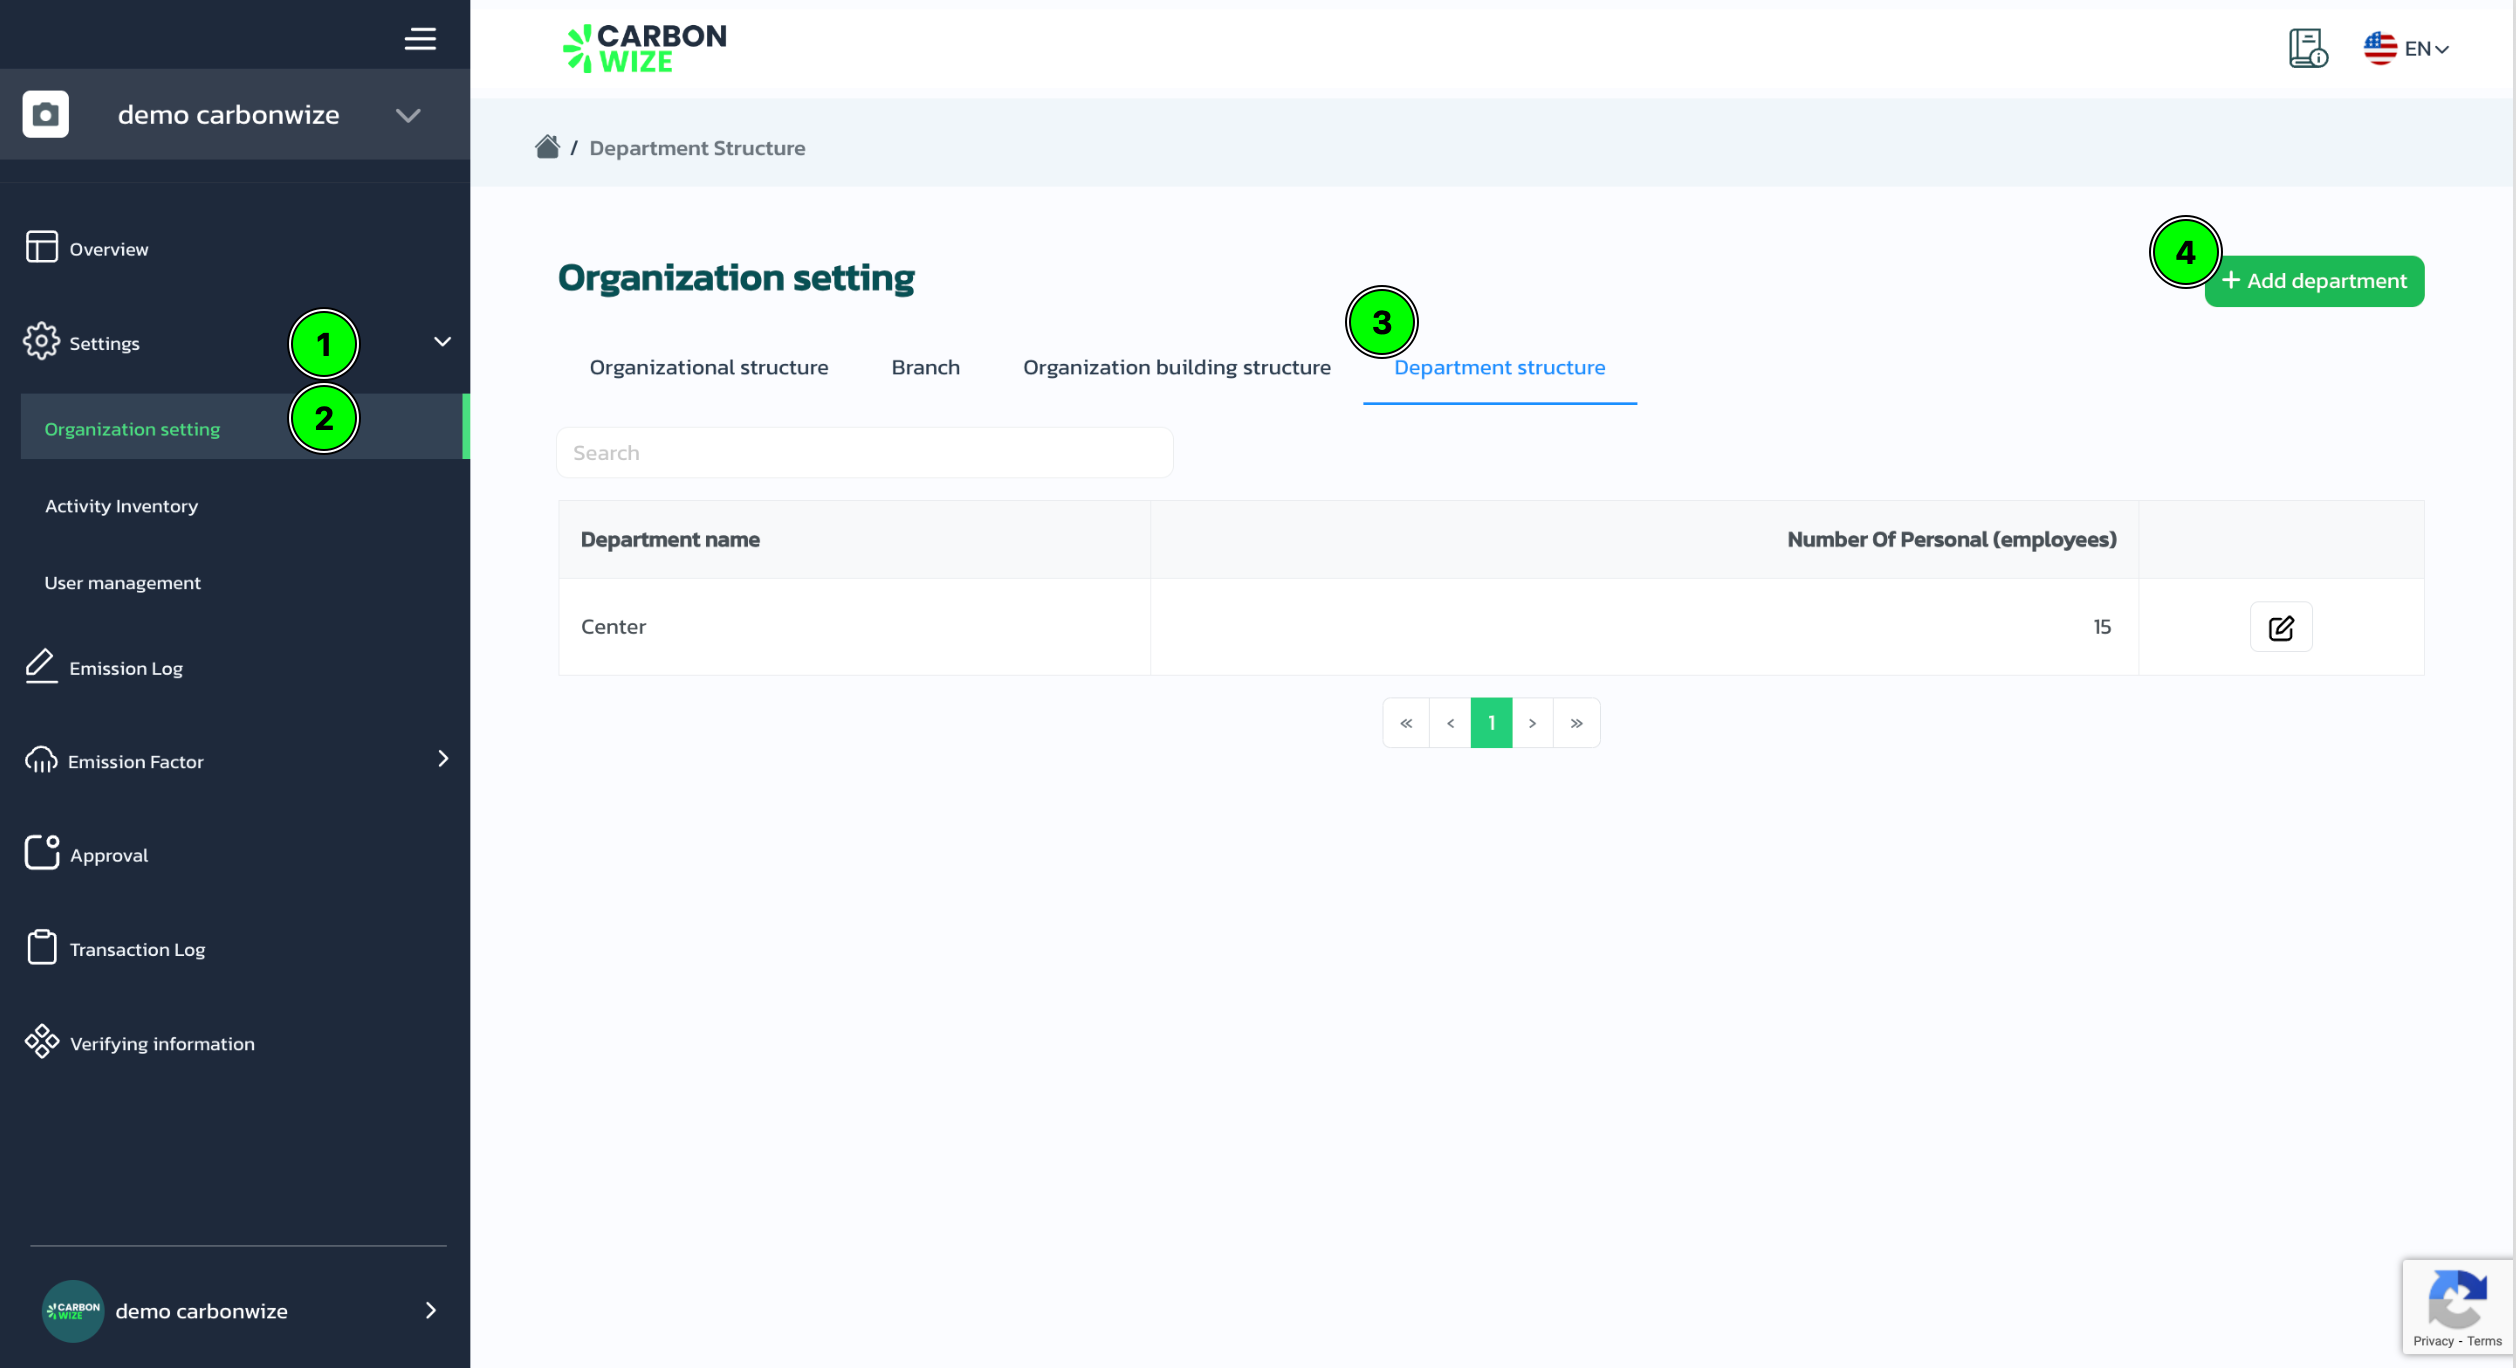 demo carbonwize
Overview
Settings
1
Organization setting
2
Activity Inventory
User management
Emission Log
Emission Factor
Approval
Transaction Log
Verifying information
CARBON
WIZE
demo carbonwize
CARBON
WIZE
EN
/ Department Structure
Organization setting
4
+ Add department
3
Organizational structure Branch Organization building structure Department structure
Search
Department name Number Of Personal (employees)
Center 15
« < 1 > »
Privacy - Terms